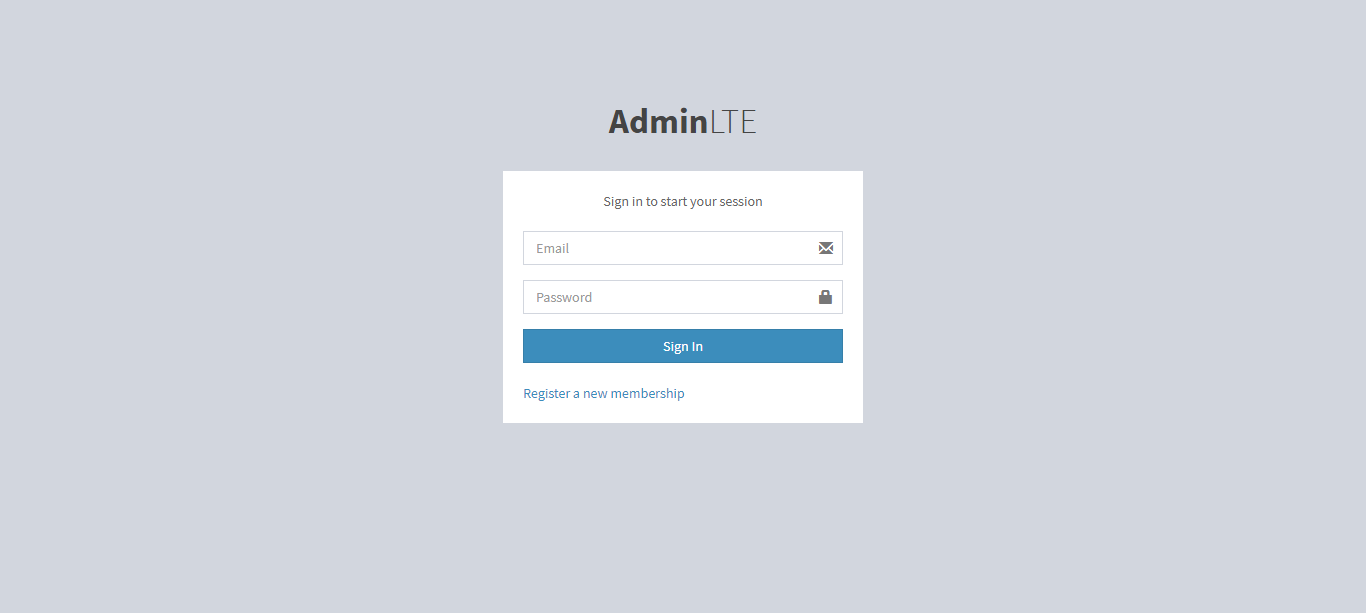 AdminLTE
Sign in to start your session
Email
Password
Sign In
Register a new membership